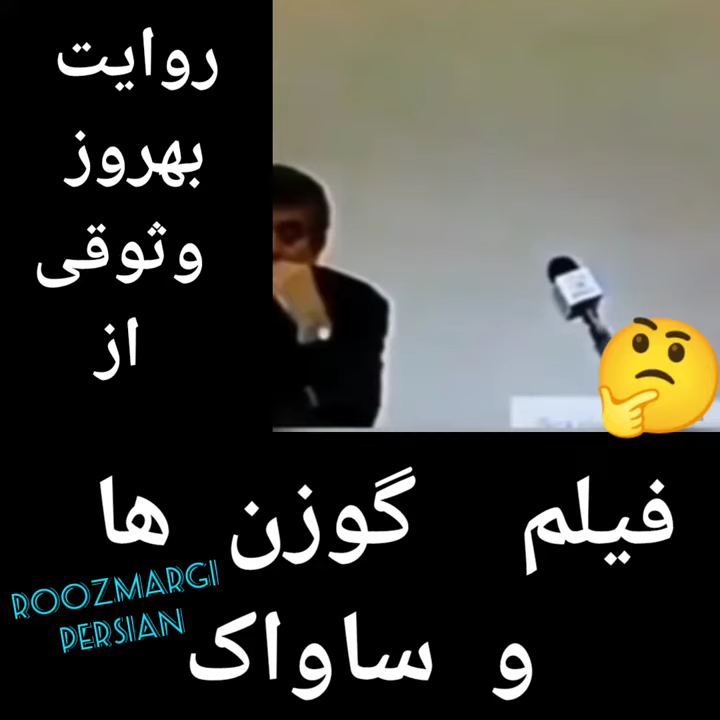 روایت
بهروز
وثوقی
از
فیلم گوزن ها
و ساواک
ROOZMARGI
PERSIAN